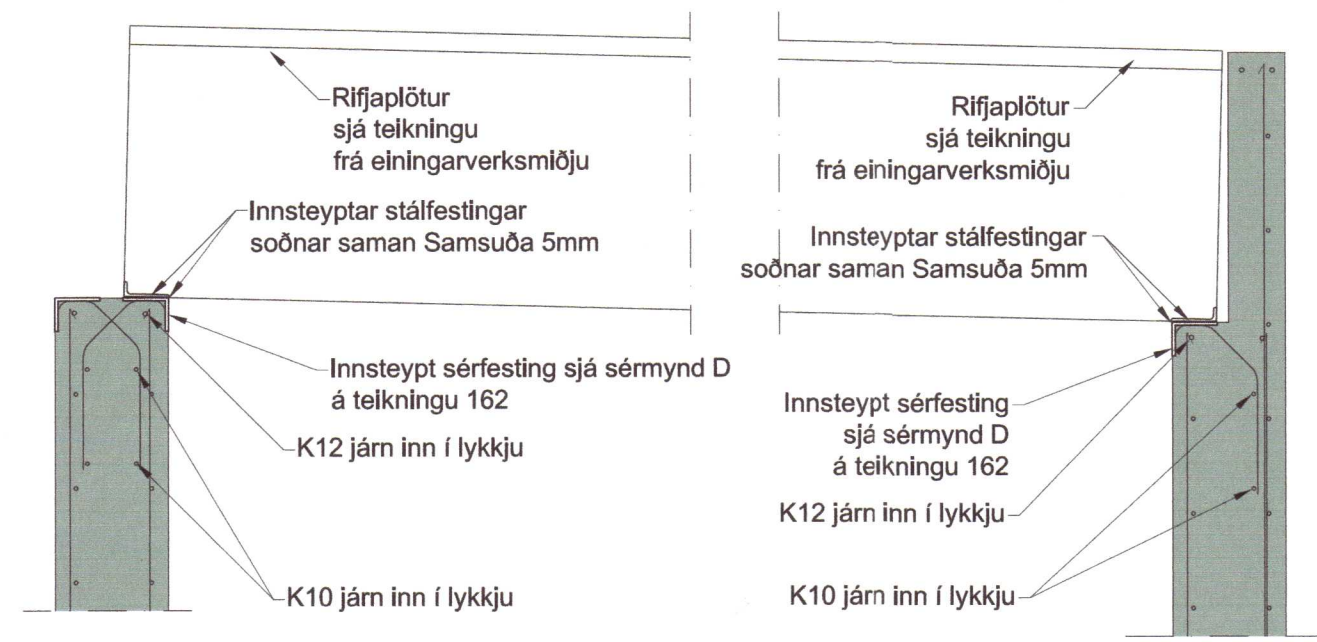 Rifjaplötur
sjá teikningu
frá einingarverksmiðju
Innsteyptar stálfestingar
soðnar saman Samsuða 5mm
Innsteypt sérfesting sjá sérmynd D
á teikningu 162
K12 járn inn í lykkju
K10 járn inn í lykkju
Rifjaplötur
sjá teikningu
frá einingarverksmiðju
Innsteyptar stálfestingar
soðnar saman Samsuða 5mm
Innsteypt sérfesting
sjá sérmynd D
á teikningu 162
K12 járn inn í lykkju
K10 járn inn í lykkju